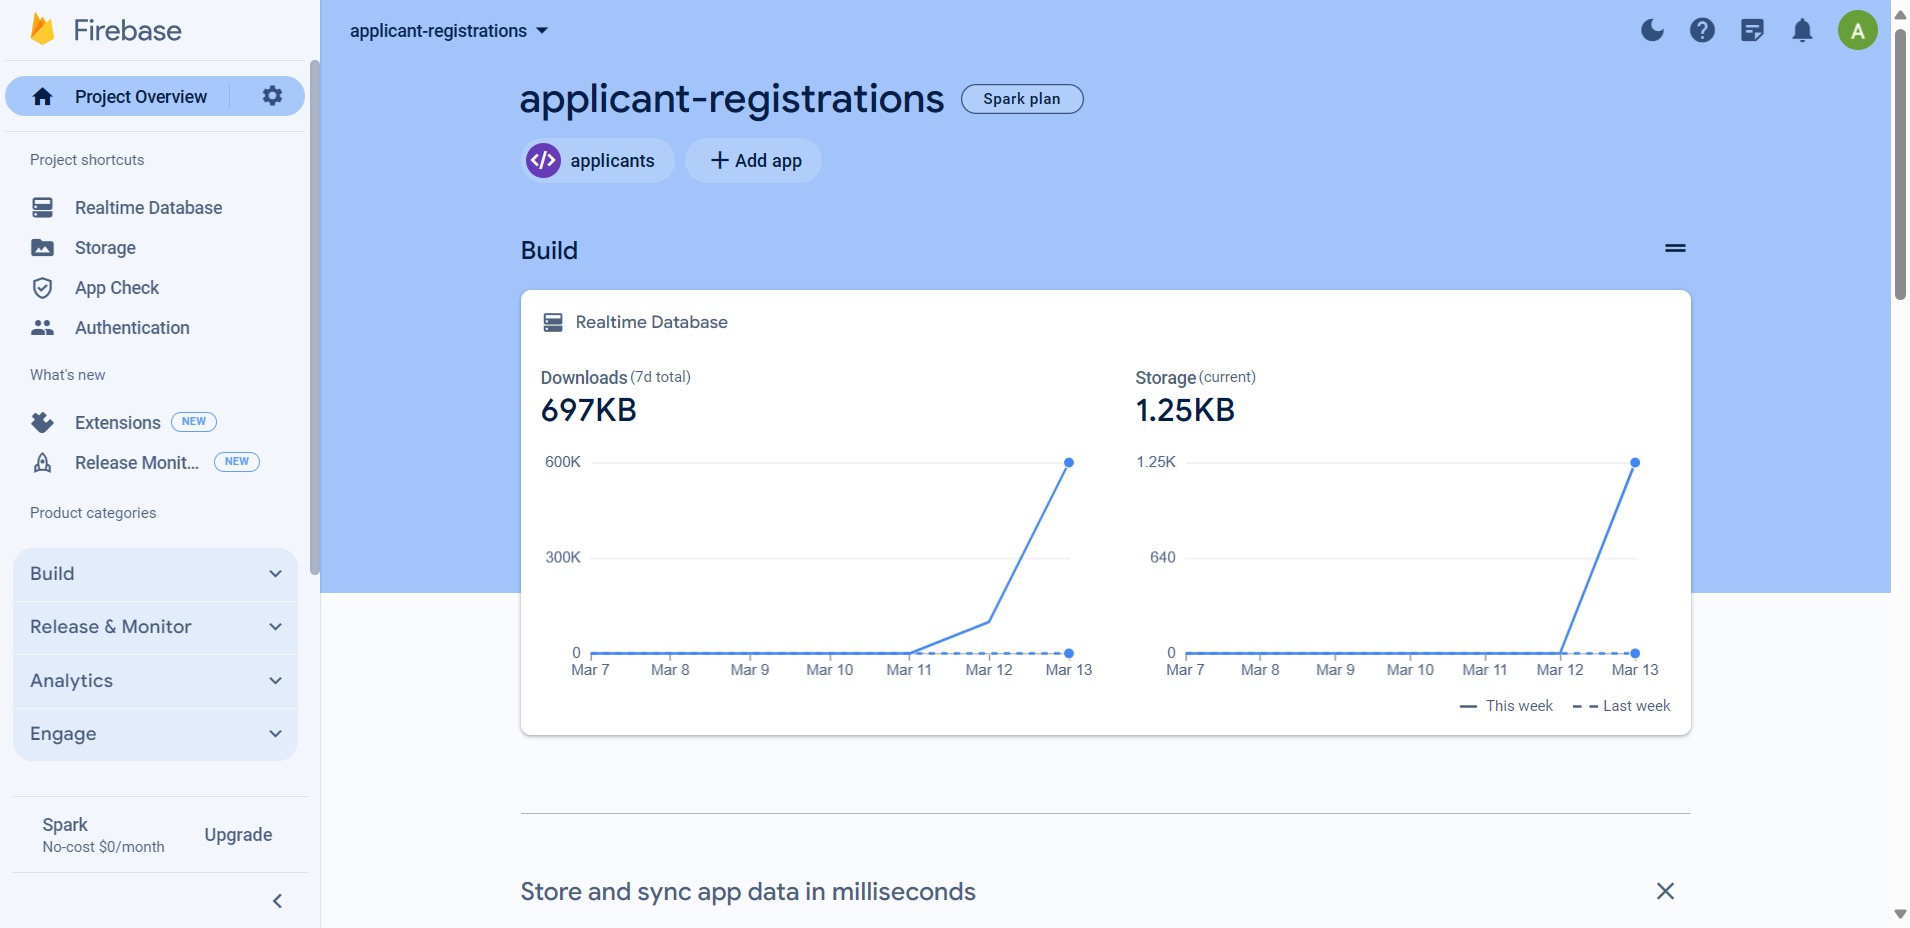 Firebase
Project Overview
Project shortcuts
Realtime Database
Storage
App Check
Authentication
What's new
Extensions NEW
Release Monit... NEW
Product categories
Build
Release & Monitor
Analytics
Engage
Spark
No-cost $0/month
Upgrade
applicant-registrations
A
applicant-registrations Spark plan
</> applicants + Add app
Build
Realtime Database
Downloads (7d total)
697KB
600K
300K
0
Mar 7 Mar 8 Mar 9 Mar 10 Mar 11 Mar 12 Mar 13
Storage (current)
1.25KB
1.25K
640
0
Mar 7 Mar 8 Mar 9 Mar 10 Mar 11 Mar 12 Mar 13
This week Last week
Store and sync app data in milliseconds